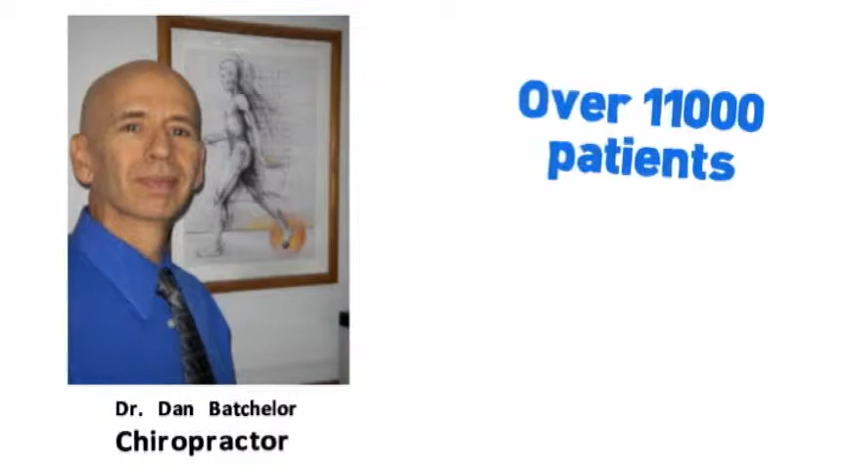 Over 11000
patients
Dr. Dan Batchelor
Chiropractor